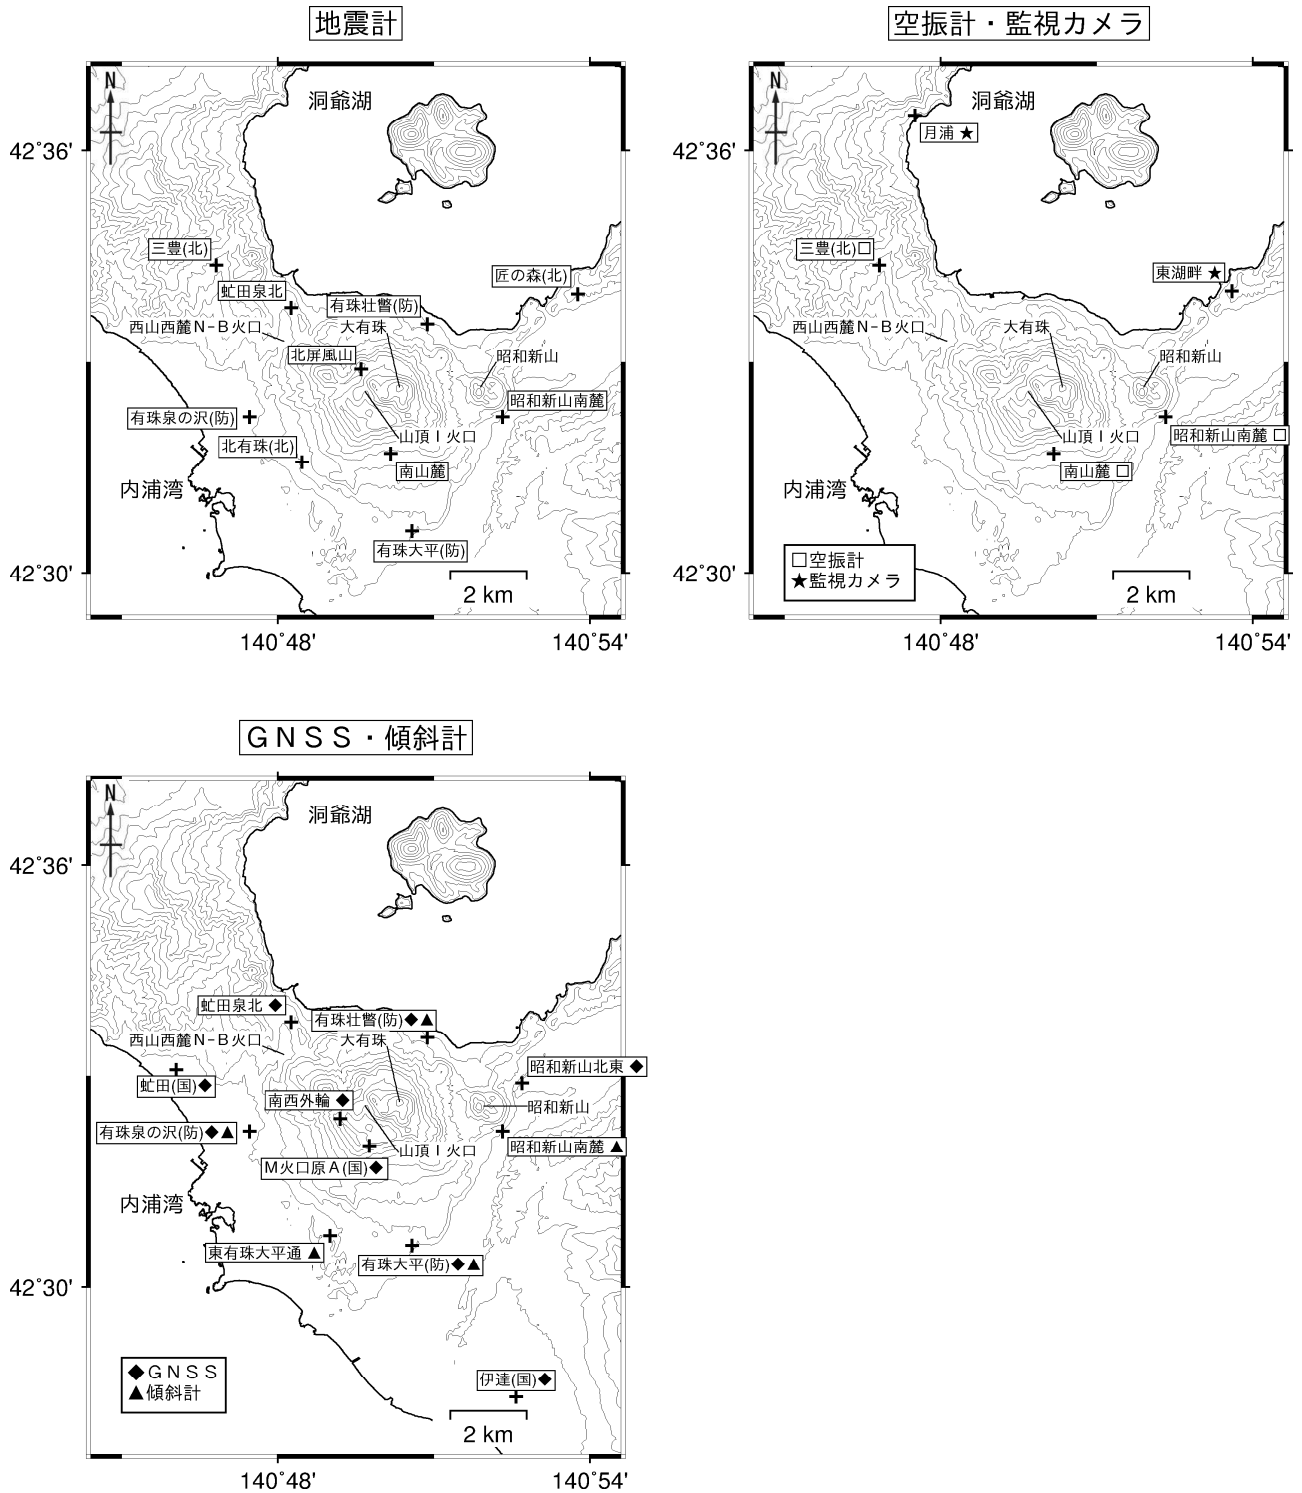 地震計
N
洞爺湖
42°36'
三豊(北)
匠の森(北)
虻田泉北
有珠壮瞥(防)
西山西麓N-B火口
大有珠
北屏風山
昭和新山
昭和新山南麓
有珠泉の沢(防)
山頂I火口
北有珠(北)
南山麓
内浦湾
有珠大平(防)
42°30'
2 km
140°48'
140°54'
空振計・監視カメラ
N
洞爺湖
月浦 ★
42°36'
三豊(北)□
東湖畔 ★
西山西麓N-B火口
大有珠
昭和新山
山頂I火口
昭和新山南麓 □
南山麓 □
内浦湾
□空振計
★監視カメラ
42°30'
2 km
140°48'
140°54'
GNSS・傾斜計
N
洞爺湖
42°36'
虻田泉北 ◆
有珠壮瞥(防)◆▲
西山西麓N-B火口
大有珠
昭和新山北東 ◆
虻田(国)◆
南西外輪 ◆
昭和新山
有珠泉の沢(防)◆▲
山頂I火口
昭和新山南麓 ▲
M火口原A(国)◆
内浦湾
東有珠大平通 ▲
有珠大平(防)◆▲
42°30'
◆GNSS
▲傾斜計
伊達(国)◆
2 km
140°48'
140°54'